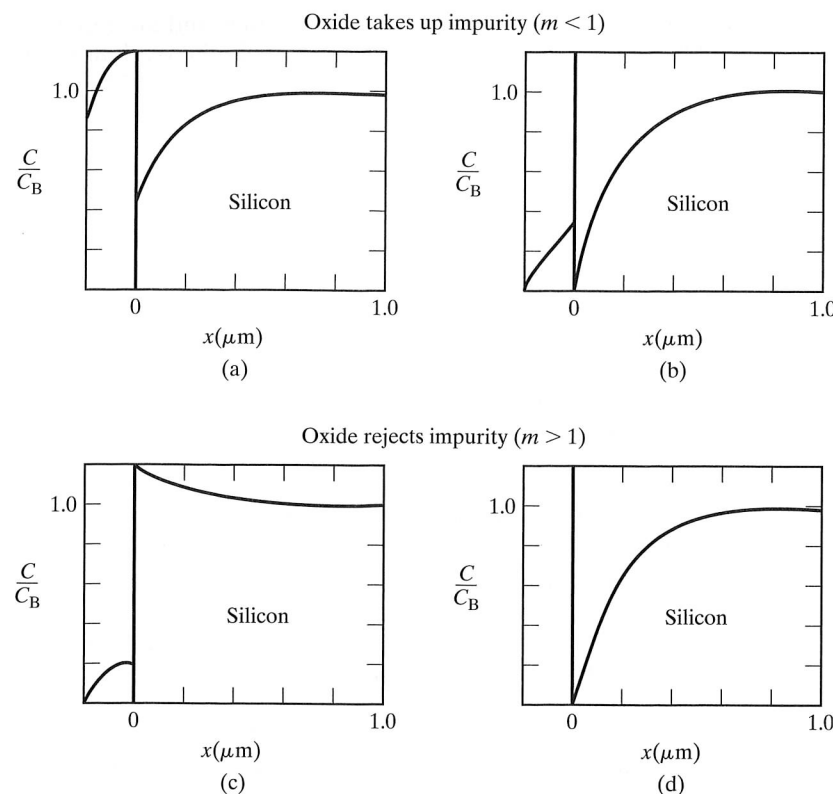 Oxide takes up impurity (m < 1)
1.0
C
C_B
Silicon
0
1.0
x(μm)
(a)
1.0
C
C_B
Silicon
0
1.0
x(μm)
(b)
Oxide rejects impurity (m > 1)
1.0
C
C_B
Silicon
0
1.0
x(μm)
(c)
1.0
C
C_B
Silicon
0
1.0
x(μm)
(d)